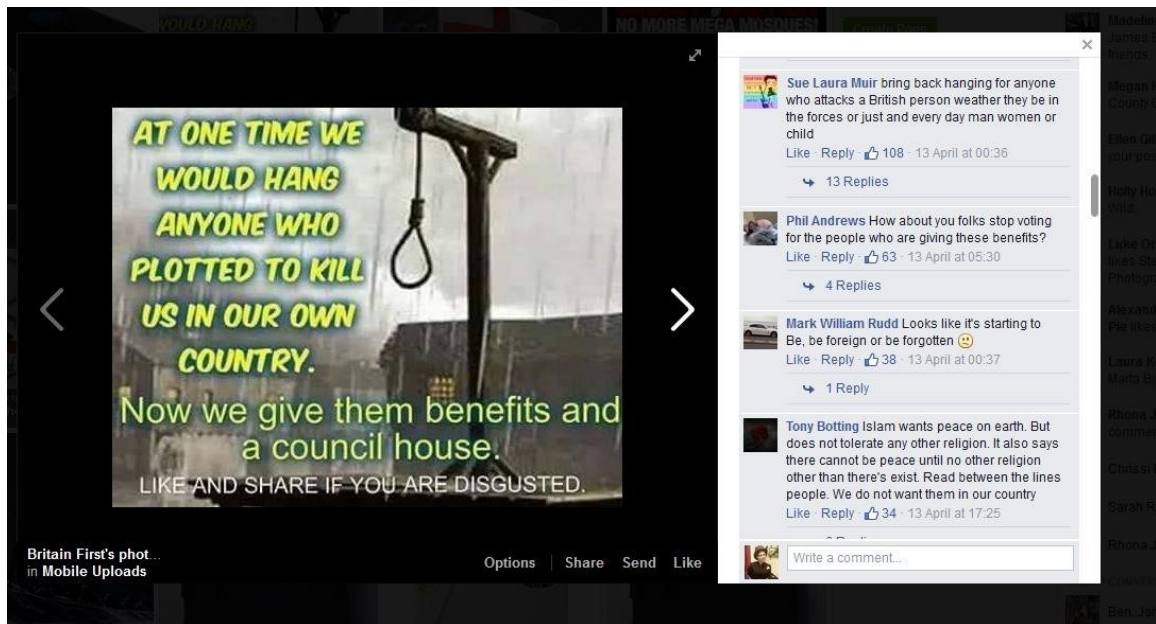 WOULD HANG
NO MORE MEGA MOSQUES!
AT ONE TIME WE
WOULD HANG
ANYONE WHO
PLOTTED TO KILL
US IN OUR OWN
COUNTRY.
Now we give them benefits and
a council house.
LIKE AND SHARE IF YOU ARE DISGUSTED.
Britain First's phot...
in Mobile Uploads
Options Share Send Like
Sue Laura Muir bring back hanging for anyone
who attacks a British person weather they be in
the forces or just and every day man women or
child
Like · Reply · 108 · 13 April at 00:36
13 Replies
Phil Andrews How about you folks stop voting
for the people who are giving these benefits?
Like · Reply · 63 · 13 April at 05:30
4 Replies
Mark William Rudd Looks like it's starting to
Be, be foreign or be forgotten
Like · Reply · 38 · 13 April at 00:37
1 Reply
Tony Botting Islam wants peace on earth. But
does not tolerate any other religion. It also says
there cannot be peace until no other religion
other than there's exist. Read between the lines
people. We do not want them in our country
Like · Reply · 34 · 13 April at 17:25
Write a comment...